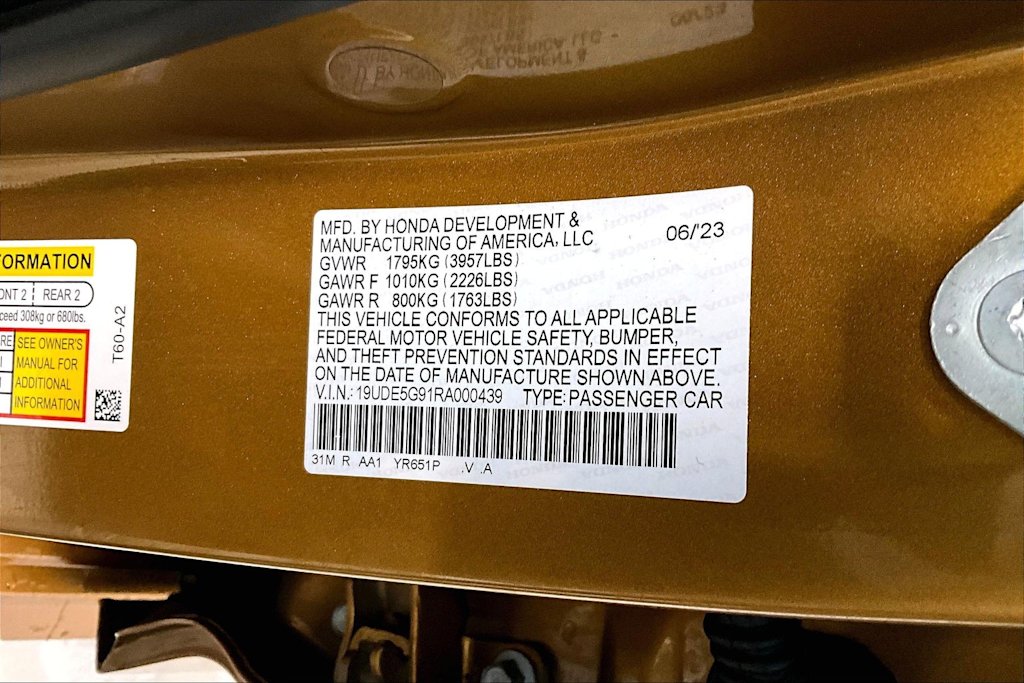 MFD. BY HONDA DEVELOPMENT &
MANUFACTURING OF AMERICA, LLC 06/'23
GVWR 1795KG (3957LBS)
GAWR F 1010KG (2226LBS)
GAWR R 800KG (1763LBS)
THIS VEHICLE CONFORMS TO ALL APPLICABLE
FEDERAL MOTOR VEHICLE SAFETY, BUMPER,
AND THEFT PREVENTION STANDARDS IN EFFECT
ON THE DATE OF MANUFACTURE SHOWN ABOVE.
V.I.N.: 19UDE5G91RA000439 TYPE: PASSENGER CAR
31M R AA1 YR651P .V .A
ORMATION
ONT 2 REAR 2
ceed 308kg or 680lbs.
RE SEE OWNER'S
MANUAL FOR
ADDITIONAL
INFORMATION
T60-A2